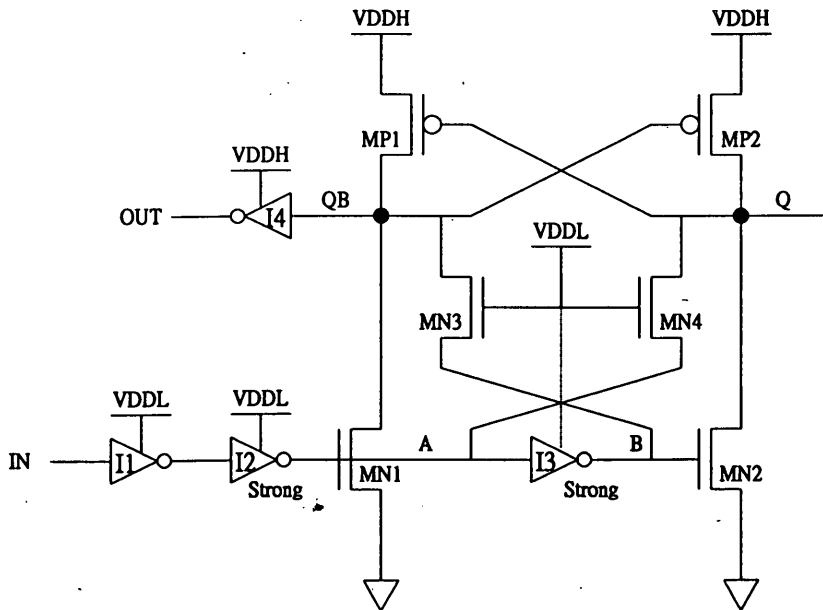 VDDH
VDDH
MP1
MP2
VDDH
I4
OUT
QB
Q
VDDL
MN3
MN4
VDDL
VDDL
IN
I1
I2
Strong
MN1
A
I3
Strong
B
MN2